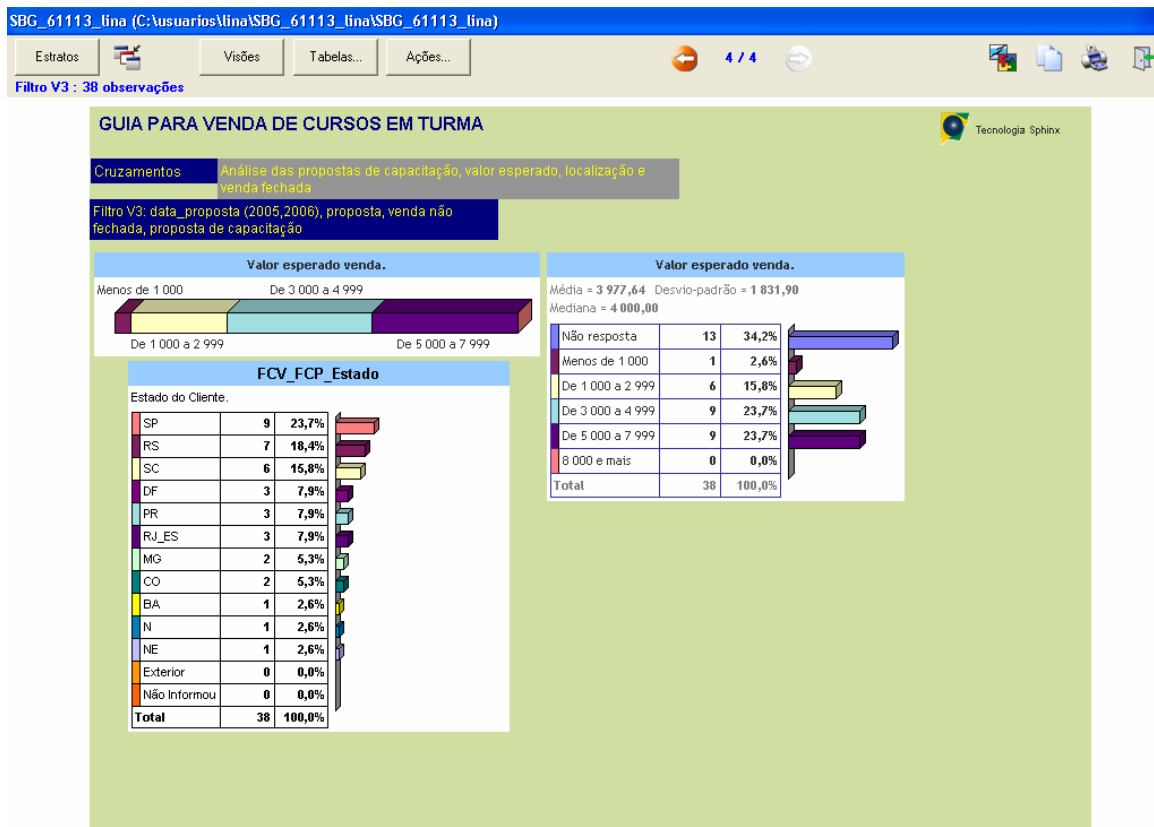 SBG_61113_lina (C:\usuarios\lina\SBG_61113_lina\SBG_61113_lina)
Estratos Visões Tabelas... Ações... 4 / 4
Filtro V3 : 38 observações
GUIA PARA VENDA DE CURSOS EM TURMA
Tecnologia Sphinx
Cruzamentos
Análise das propostas de capacitação, valor esperado, localização e
venda fechada
Filtro V3: data_proposta (2005,2006), proposta, venda não
fechada, proposta de capacitação
Valor esperado venda.
Menos de 1 000 De 3 000 a 4 999
De 1 000 a 2 999 De 5 000 a 7 999
FCV_FCP_Estado
Estado do Cliente.
SP 9 23,7%
RS 7 18,4%
SC 6 15,8%
DF 3 7,9%
PR 3 7,9%
RJ_ES 3 7,9%
MG 2 5,3%
CO 2 5,3%
BA 1 2,6%
N 1 2,6%
NE 1 2,6%
Exterior 0 0,0%
Não Informou 0 0,0%
Total 38 100,0%
Valor esperado venda.
Média = 3 977,64 Desvio-padrão = 1 831,90
Mediana = 4 000,00
Não resposta 13 34,2%
Menos de 1 000 1 2,6%
De 1 000 a 2 999 6 15,8%
De 3 000 a 4 999 9 23,7%
De 5 000 a 7 999 9 23,7%
8 000 e mais 0 0,0%
Total 38 100,0%